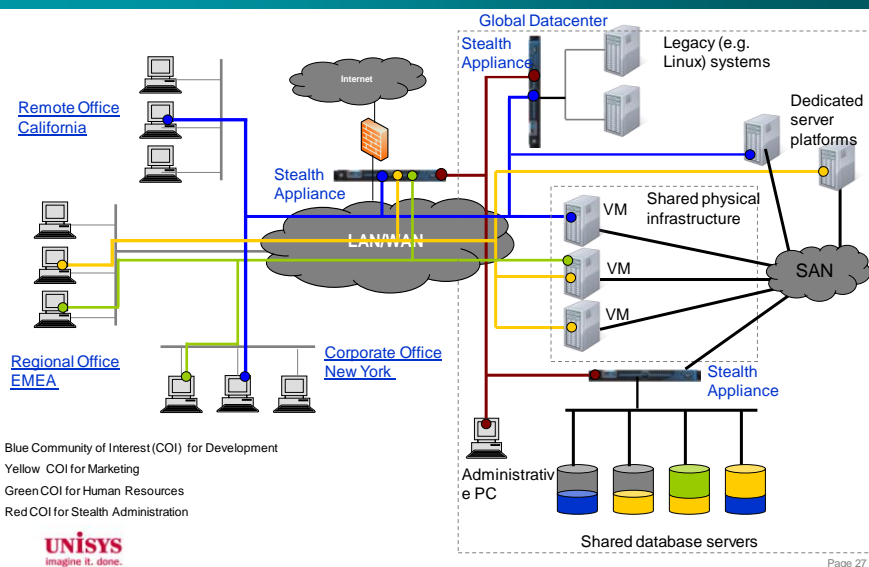 Global Datacenter
Stealth
Appliance
Legacy (e.g.
Linux) systems
Internet
Dedicated
server
platforms
Remote Office
California
Stealth
Appliance
VM
Shared physical
infrastructure
LAN/WAN
VM
SAN
VM
Regional Office
EMEA
Corporate Office
New York
Stealth
Appliance
Blue Community of Interest (COI) for Development
Yellow COI for Marketing
Green COI for Human Resources
Red COI for Stealth Administration
Administrativ
e PC
Shared database servers
UNISYS
imagine it. done.
Page 27